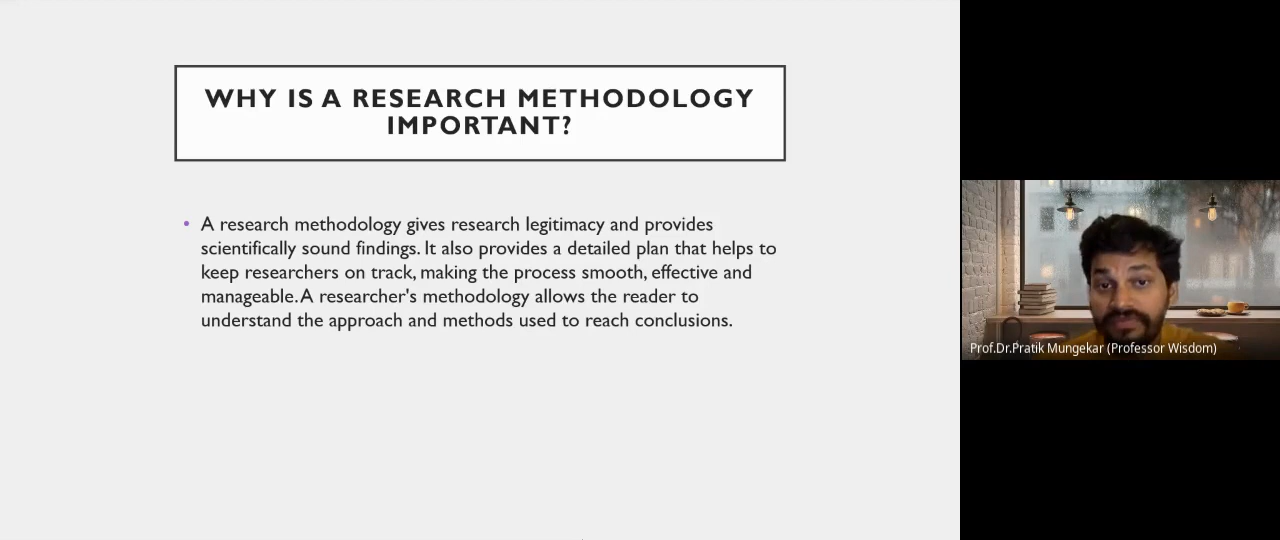 WHY IS A RESEARCH METHODOLOGY
IMPORTANT?
• A research methodology gives research legitimacy and provides
scientifically sound findings. It also provides a detailed plan that helps to
keep researchers on track, making the process smooth, effective and
manageable. A researcher's methodology allows the reader to
understand the approach and methods used to reach conclusions.
Prof.Dr.Pratik Mungekar (Professor Wisdom)